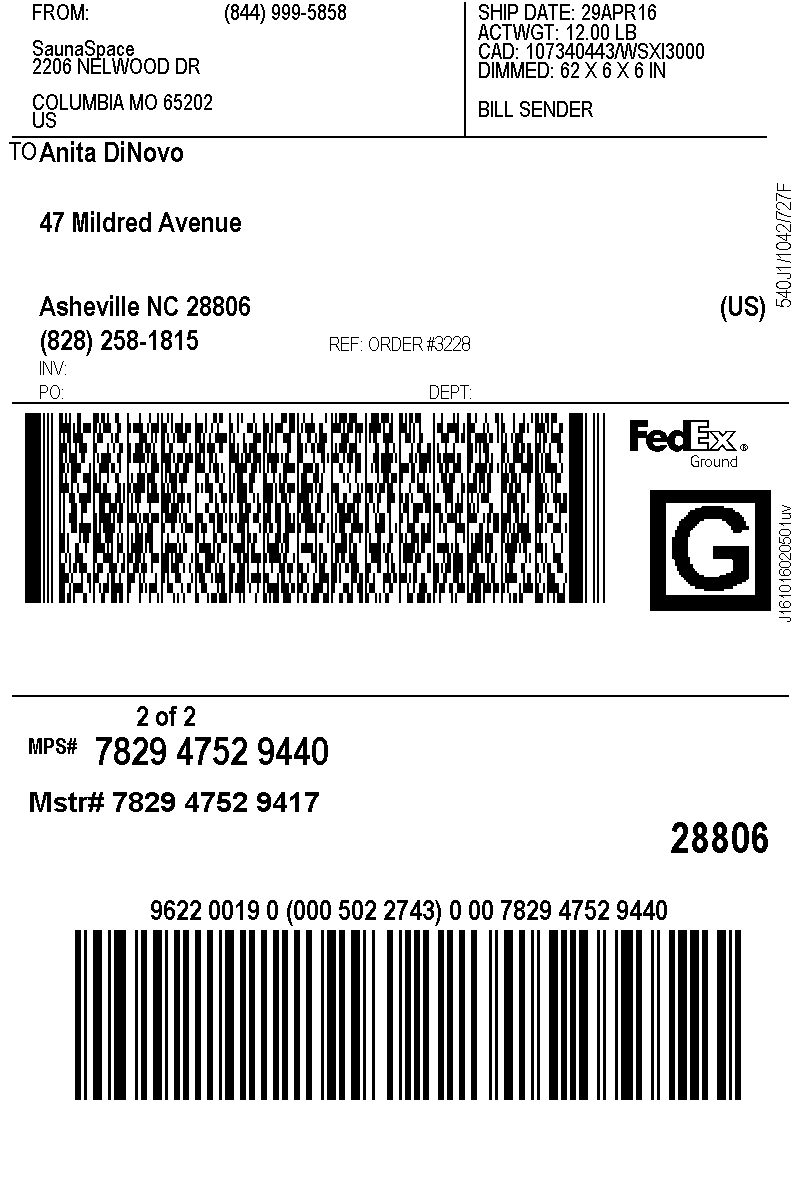 FROM: (844) 999-5858
SaunaSpace
2206 NELWOOD DR
COLUMBIA MO 65202
US
SHIP DATE: 29APR16
ACTWGT: 12.00 LB
CAD: 107340443/WSXI3000
DIMMED: 62 X 6 X 6 IN
BILL SENDER
TO Anita DiNovo
47 Mildred Avenue
Asheville NC 28806 (US)
(828) 258-1815 REF: ORDER #3228
INV:
PO: DEPT:
540J1/1042/727F
FedEx®
Ground
G
J161016020501uv
2 of 2
MPS# 7829 4752 9440
Mstr# 7829 4752 9417
28806
9622 0019 0 (000 502 2743) 0 00 7829 4752 9440